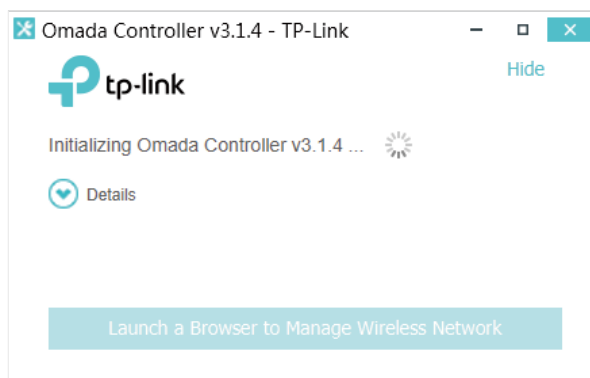 Omada Controller v3.1.4 - TP-Link
tp-link
Hide
Initializing Omada Controller v3.1.4 ...
Details
Launch a Browser to Manage Wireless Network